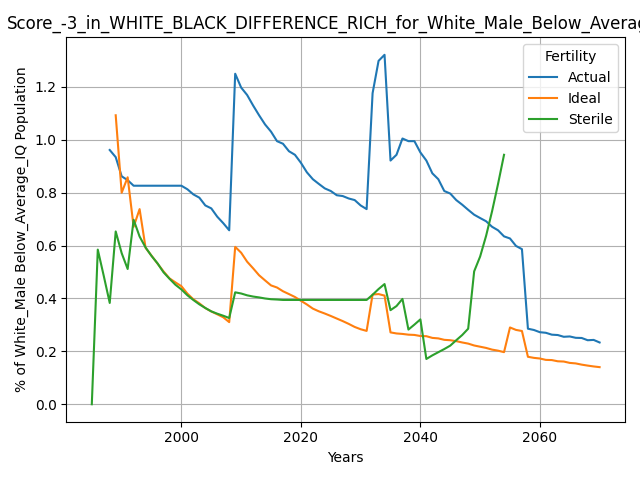 Score_-3_in_WHITE_BLACK_DIFFERENCE_RICH_for_White_Male_Below_Averag
Fertility
Actual
Ideal
Sterile
% of White_Male Below_Average_IQ Population
1.2
1.0
0.8
0.6
0.4
0.2
0.0
2000
2020
2040
2060
Years